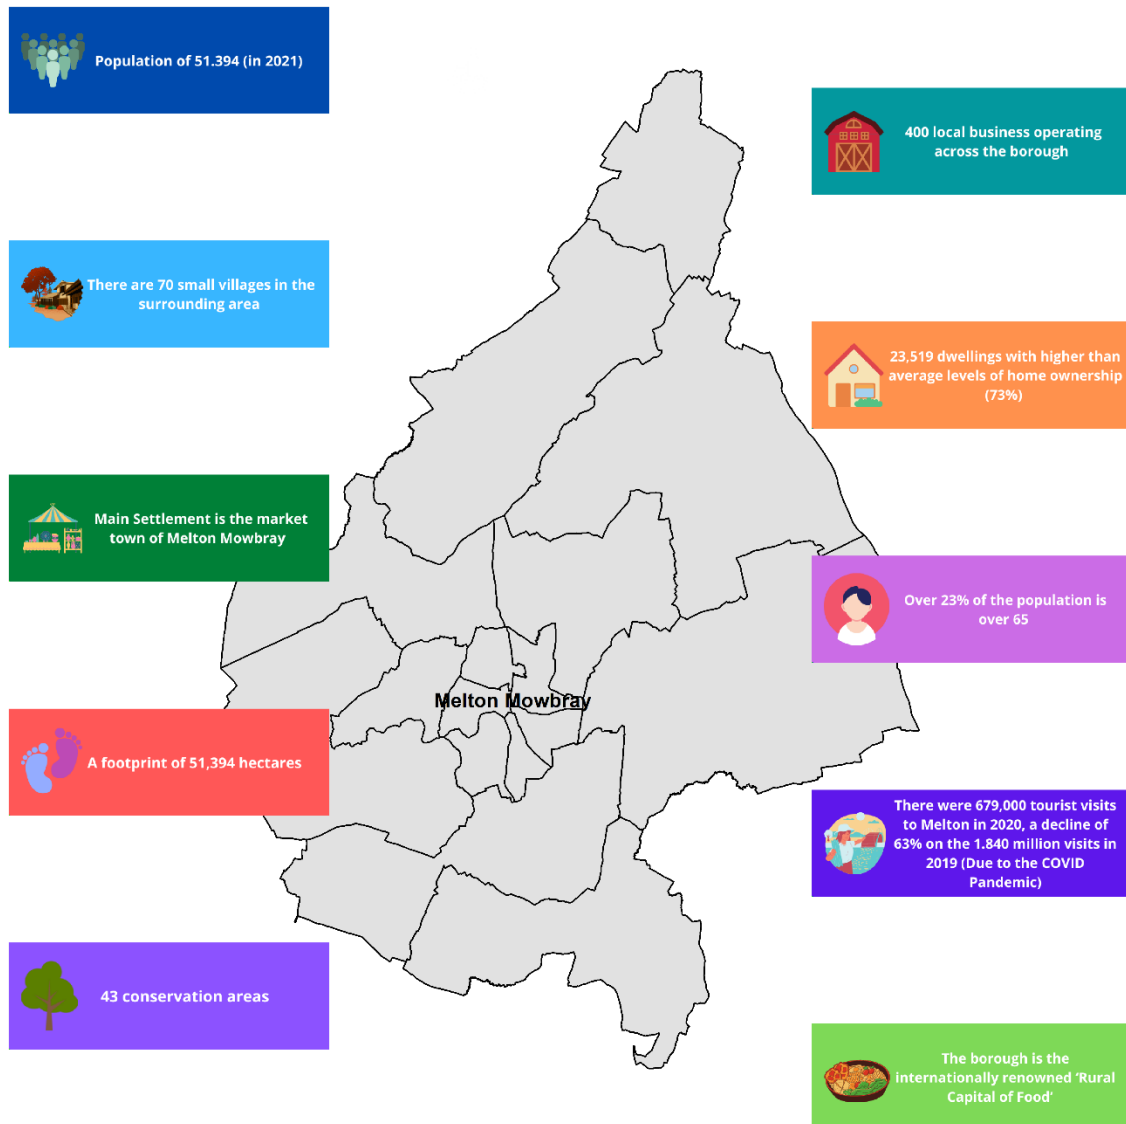 Population of 51.394 (in 2021)
400 local business operating
across the borough
There are 70 small villages in the
surrounding area
23,519 dwellings with higher than
average levels of home ownership
(73%)
Main Settlement is the market
town of Melton Mowbray
Over 23% of the population is
over 65
Melton Mowbray
A footprint of 51,394 hectares
There were 679,000 tourist visits
to Melton in 2020, a decline of
63% on the 1.840 million visits in
2019 (Due to the COVID
Pandemic)
43 conservation areas
The borough is the
internationally renowned ‘Rural
Capital of Food’